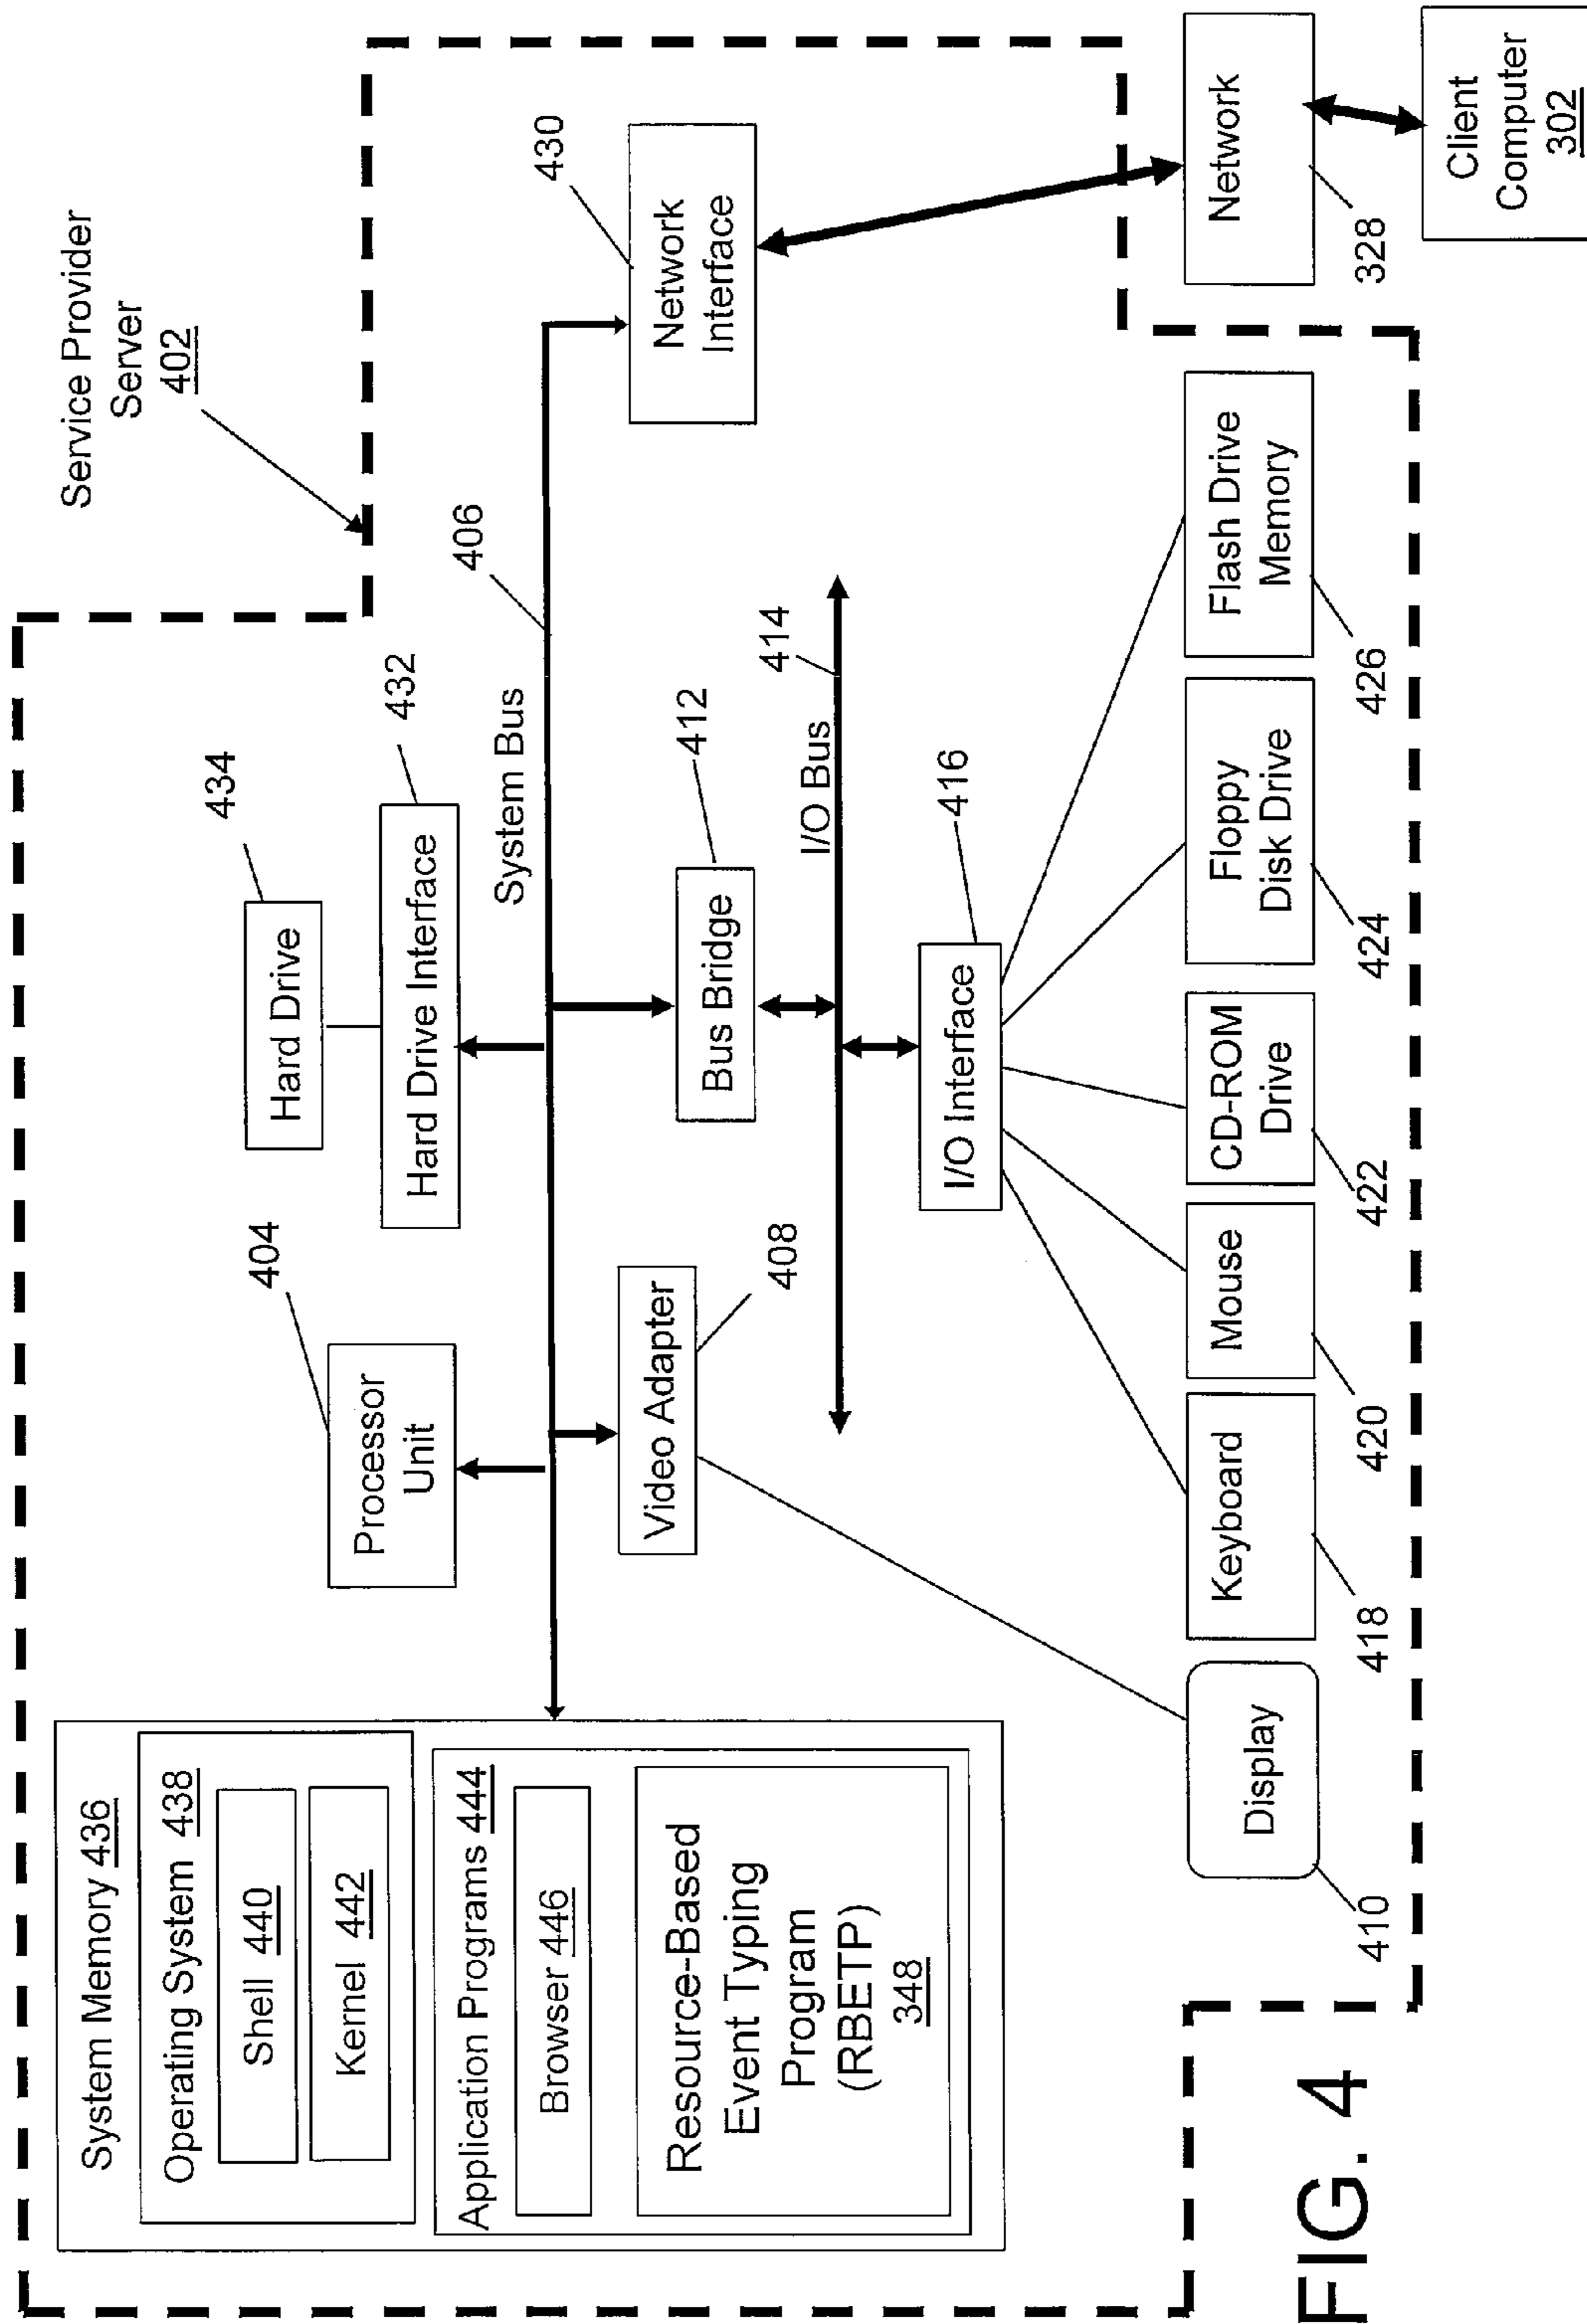 Service Provider
Server
402
System Memory 436
Operating System 438
Shell 440
Kernel 442
Application Programs 444
Browser 446
Resource-Based
Event Typing
Program
(RBETP)
348
404
Processor
Unit
434
Hard Drive
432
Hard Drive Interface
System Bus
406
430
Network
Interface
Video Adapter
408
Bus Bridge
412
I/O Bus
414
I/O Interface
416
Display
410
Keyboard
418
Mouse
420
CD-ROM
Drive
422
Floppy
Disk Drive
424
Flash Drive
Memory
426
Network
328
Client
Computer
302
FIG. 4